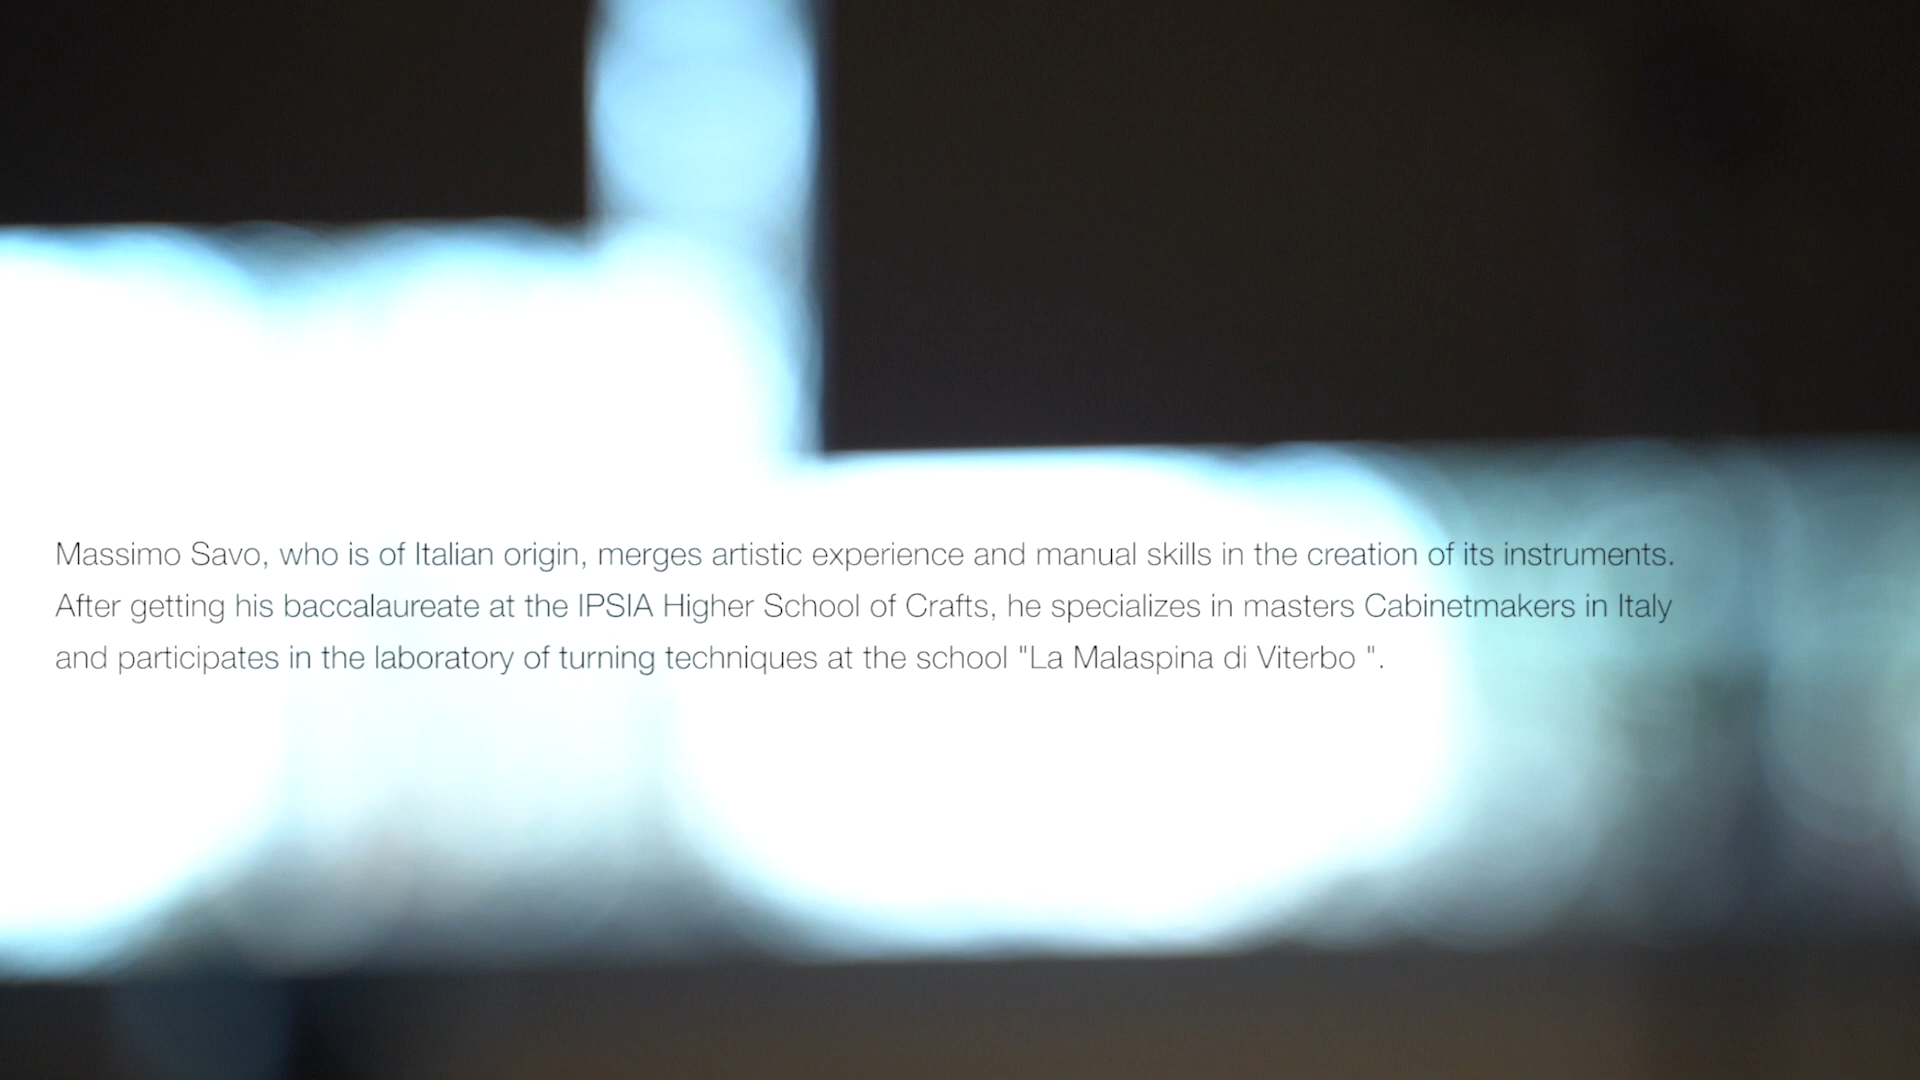 Massimo Savo, who is of Italian origin, merges artistic experience and manual skills in the creation of its instruments.
After getting his baccalaureate at the IPSIA Higher School of Crafts, he specializes in masters Cabinetmakers in Italy
and participates in the laboratory of turning techniques at the school "La Malaspina di Viterbo ".